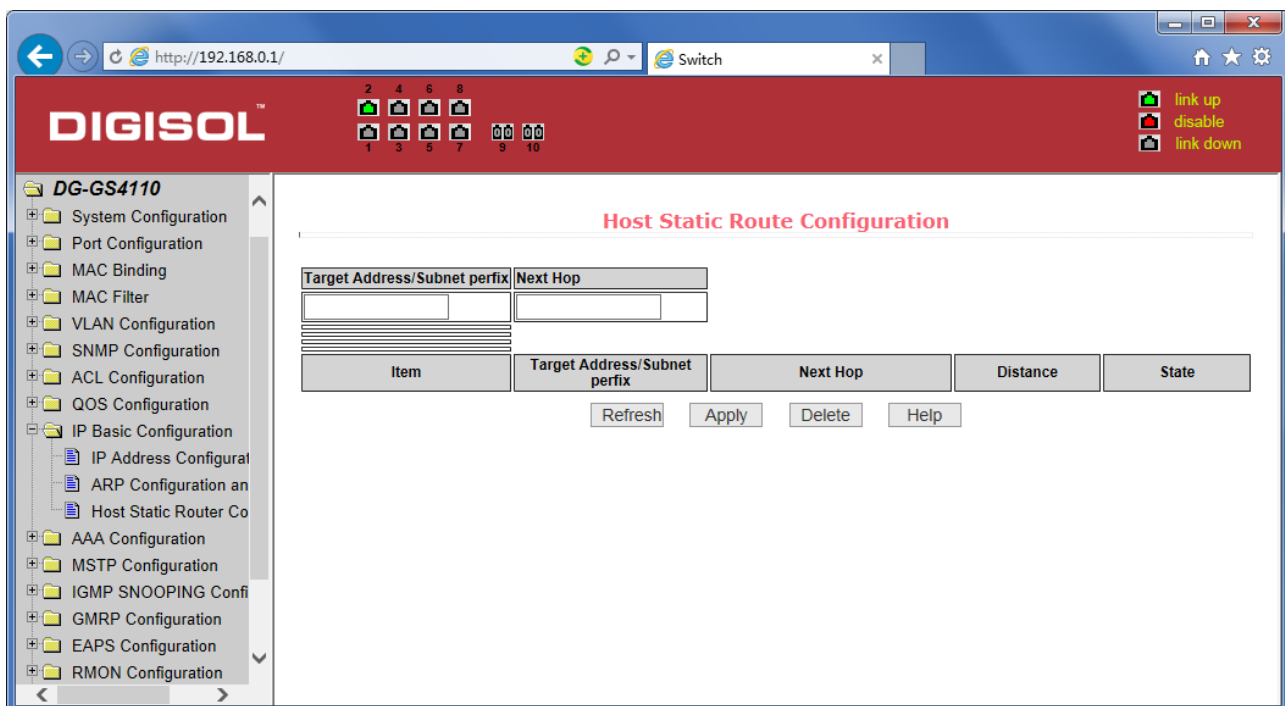 http://192.168.0.1/
Switch
DIGISOL™
2 4 6 8
1 3 5 7 9 10
link up
disable
link down
DG-GS4110
System Configuration
Port Configuration
MAC Binding
MAC Filter
VLAN Configuration
SNMP Configuration
ACL Configuration
QOS Configuration
IP Basic Configuration
IP Address Configurat
ARP Configuration an
Host Static Router Co
AAA Configuration
MSTP Configuration
IGMP SNOOPING Confi
GMRP Configuration
EAPS Configuration
RMON Configuration
Host Static Route Configuration
Target Address/Subnet perfix Next Hop
Item Target Address/Subnet perfix Next Hop Distance State
Refresh Apply Delete Help